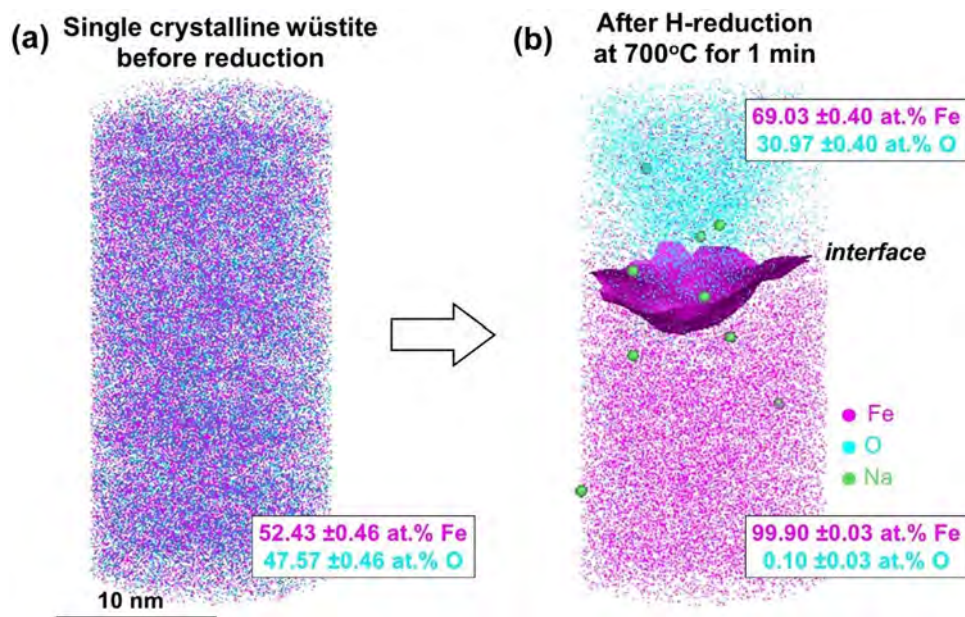 (a) Single crystalline wüstite
before reduction
52.43 ±0.46 at.% Fe
47.57 ±0.46 at.% O
10 nm
(b) After H-reduction
at 700°C for 1 min
69.03 ±0.40 at.% Fe
30.97 ±0.40 at.% O
interface
Fe
O
Na
99.90 ±0.03 at.% Fe
0.10 ±0.03 at.% O